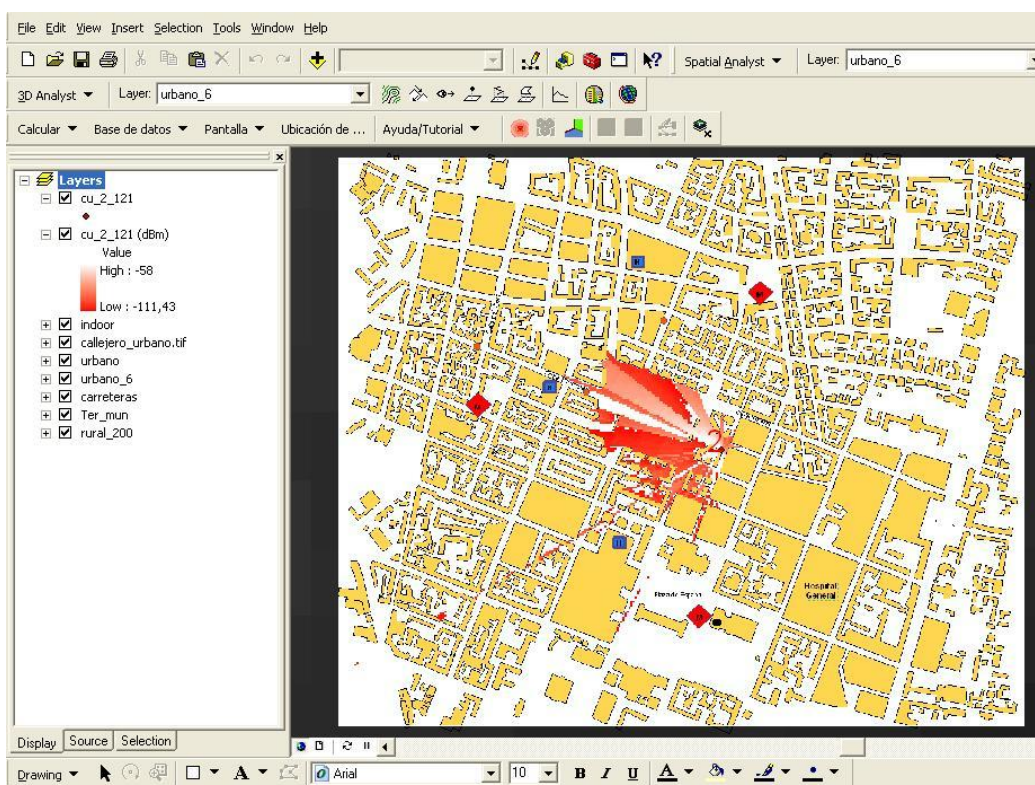 File Edit View Insert Selection Tools Window Help
Spatial Analyst Layer: urbano_6
3D Analyst Layer: urbano_6
Calcular Base de datos Pantalla Ubicación de ... Ayuda/Tutorial
Layers
cu_2_121
cu_2_121 (dBm)
Value
High : -58
Low : -111,43
indoor
callejero_urbano.tif
urbano
urbano_6
carreteras
Ter_mun
rural_200
Hospital
General
Display Source Selection
Drawing A Arial 10 B I U A